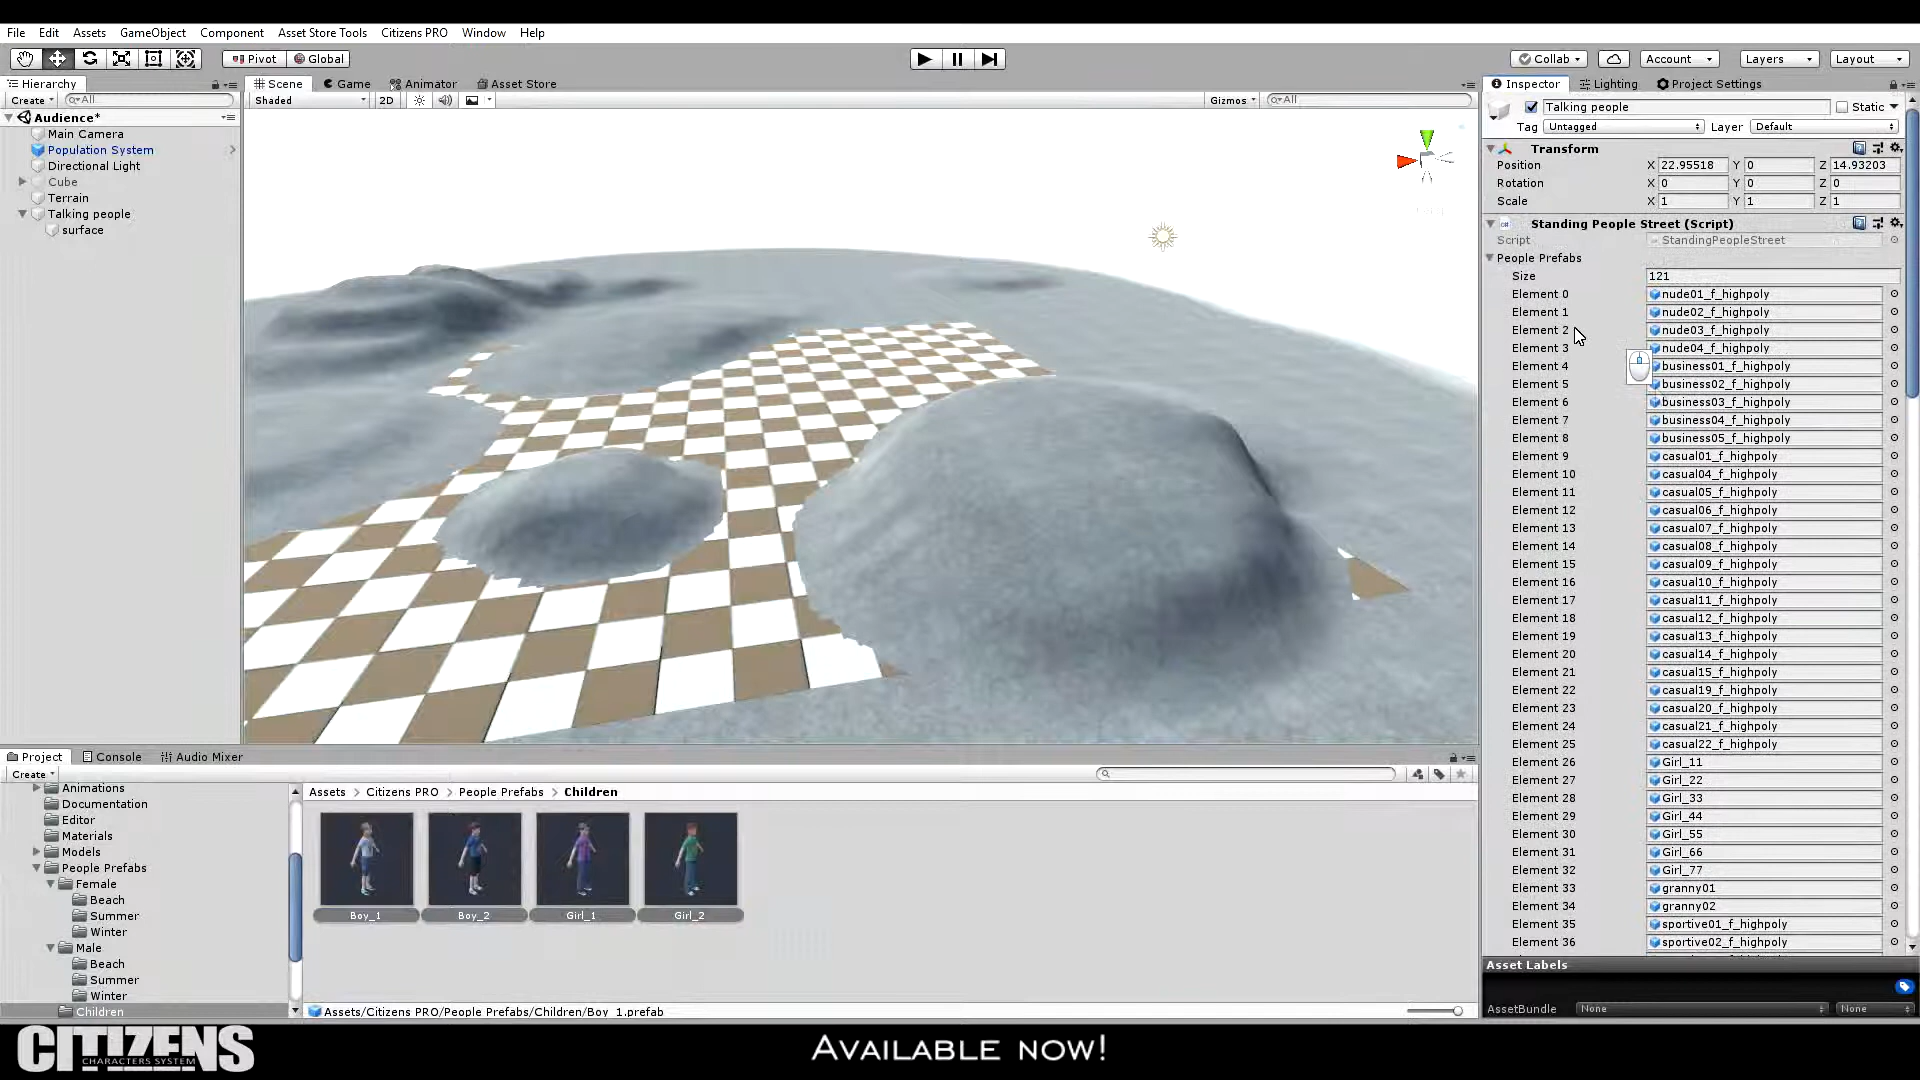 File Edit Assets GameObject Component Asset Store Tools Citizens PRO Window Help
Pivot Global Collab Account Layers Layout
Hierarchy
Create All
Audience*
Main Camera
Population System
Directional Light
Cube
Terrain
Talking people
surface
Scene Game Animator Asset Store
Shaded 2D Gizmos All
Inspector Lighting Project Settings
Talking people Static
Tag Untagged Layer Default
Transform
Position X 22.95518 Y 0 Z 14.93203
Rotation X 0 Y 0 Z 0
Scale X 1 Y 1 Z 1
Standing People Street (Script)
Script StandingPeopleStreet
People Prefabs
Size 121
Element 0 nude01_f_highpoly
Element 1 nude02_f_highpoly
Element 2 nude03_f_highpoly
Element 3 nude04_f_highpoly
Element 4 business01_f_highpoly
Element 5 business02_f_highpoly
Element 6 business03_f_highpoly
Element 7 business04_f_highpoly
Element 8 business05_f_highpoly
Element 9 casual01_f_highpoly
Element 10 casual04_f_highpoly
Element 11 casual05_f_highpoly
Element 12 casual06_f_highpoly
Element 13 casual07_f_highpoly
Element 14 casual08_f_highpoly
Element 15 casual09_f_highpoly
Element 16 casual10_f_highpoly
Element 17 casual11_f_highpoly
Element 18 casual12_f_highpoly
Element 19 casual13_f_highpoly
Element 20 casual14_f_highpoly
Element 21 casual15_f_highpoly
Element 22 casual19_f_highpoly
Element 23 casual20_f_highpoly
Element 24 casual21_f_highpoly
Element 25 casual22_f_highpoly
Element 26 Girl_11
Element 27 Girl_22
Element 28 Girl_33
Element 29 Girl_44
Element 30 Girl_55
Element 31 Girl_66
Element 32 Girl_77
Element 33 granny01
Element 34 granny02
Element 35 sportive01_f_highpoly
Element 36 sportive02_f_highpoly
Asset Labels
AssetBundle None None
Project Console Audio Mixer
Create
Animations
Documentation
Editor
Materials
Models
People Prefabs
Female
Beach
Summer
Winter
Male
Beach
Summer
Winter
Children
Assets > Citizens PRO > People Prefabs > Children
Boy_1 Boy_2 Girl_1 Girl_2
Assets/Citizens PRO/People Prefabs/Children/Boy_1.prefab
CITIZENS
CHARACTERS SYSTEM
AVAILABLE NOW!